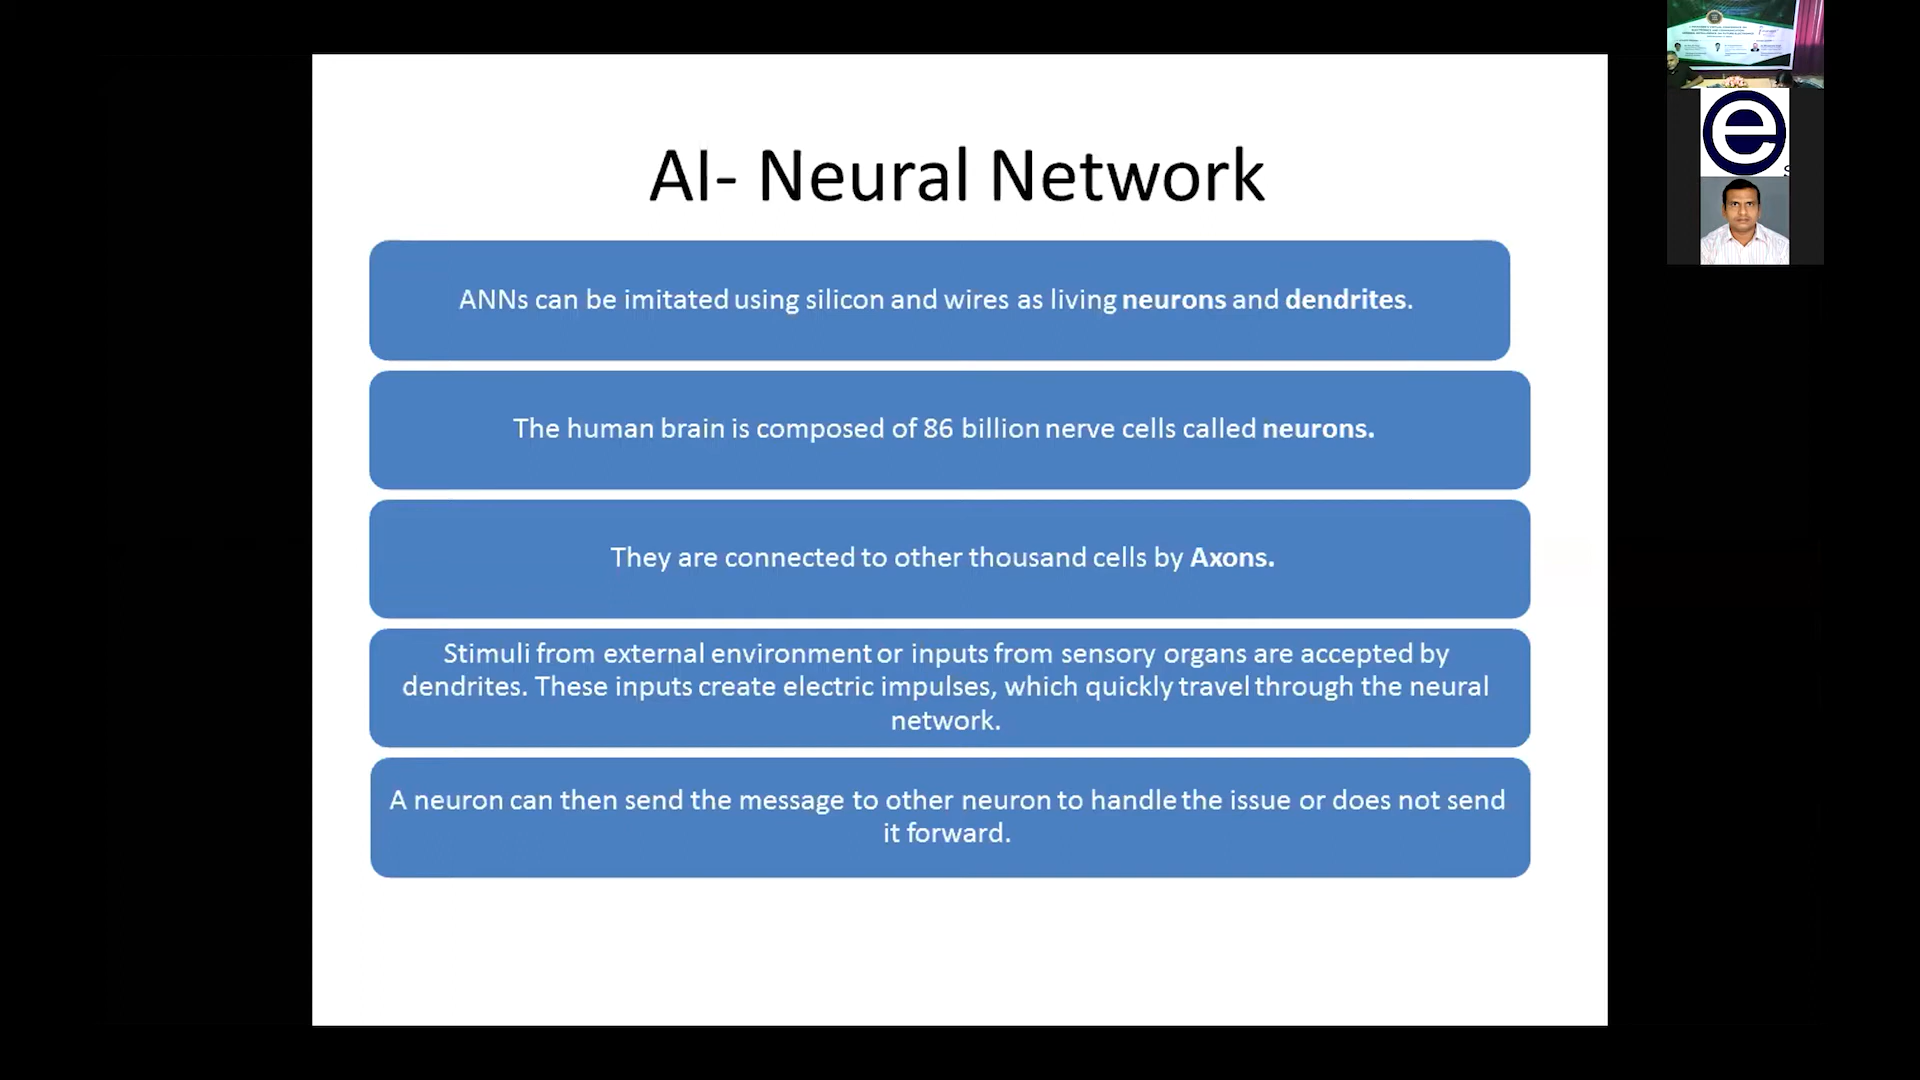 AI- Neural Network
ANNs can be imitated using silicon and wires as living neurons and dendrites.
The human brain is composed of 86 billion nerve cells called neurons.
They are connected to other thousand cells by Axons.
Stimuli from external environment or inputs from sensory organs are accepted by
dendrites. These inputs create electric impulses, which quickly travel through the neural
network.
A neuron can then send the message to other neuron to handle the issue or does not send
it forward.
e